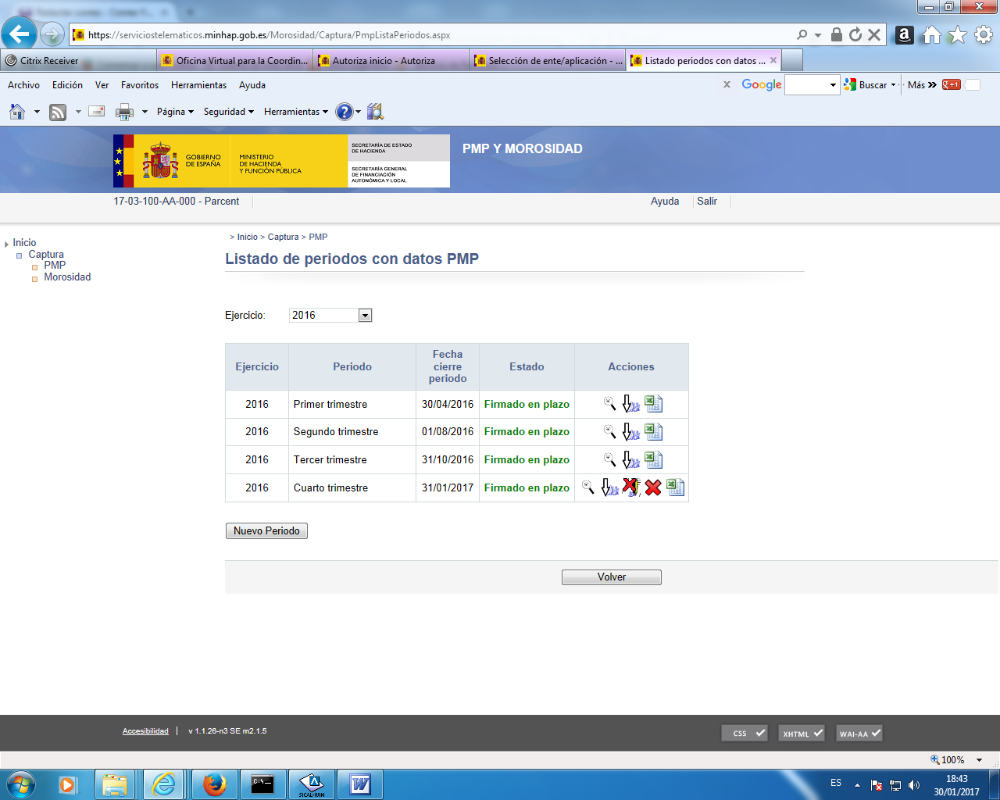 https://serviciostelematicos.minhap.gob.es/Morosidad/Captura/PmpListaPeriodos.aspx
Citrix Receiver
Oficina Virtual para la Coordin...
Autoriza inicio - Autoriza
Selección de ente/aplicación - ...
Listado periodos con datos ...
Archivo Edición Ver Favoritos Herramientas Ayuda
x Google Buscar Más »
g+1
Página Seguridad Herramientas
GOBIERNO DE ESPAÑA
MINISTERIO DE HACIENDA Y FUNCIÓN PÚBLICA
SECRETARÍA DE ESTADO DE HACIENDA
SECRETARÍA GENERAL DE FINANCIACIÓN AUTONÓMICA Y LOCAL
PMP Y MOROSIDAD
17-03-100-AA-000 - Parcent
Ayuda Salir
Inicio
Captura
PMP
Morosidad
> Inicio > Captura > PMP
Listado de periodos con datos PMP
Ejercicio: 2016
Ejercicio Periodo Fecha cierre periodo Estado Acciones
2016 Primer trimestre 30/04/2016 Firmado en plazo
2016 Segundo trimestre 01/08/2016 Firmado en plazo
2016 Tercer trimestre 31/10/2016 Firmado en plazo
2016 Cuarto trimestre 31/01/2017 Firmado en plazo
Nuevo Periodo
Volver
Accesibilidad v 1.1.26-n3 SE m2.1.5
CSS XHTML WAI-AA
100%
SICAL-WIN
ES
18:43
30/01/2017